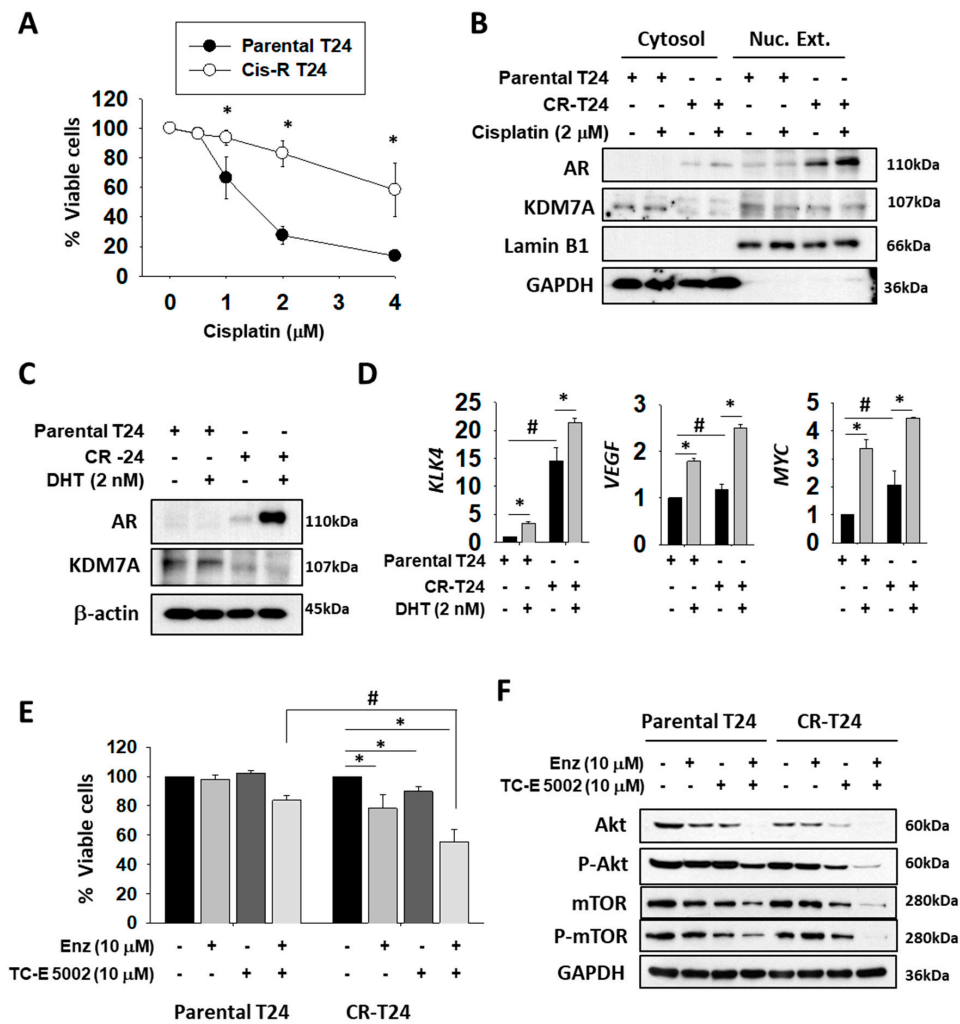 A
Parental T24
Cis-R T24
% Viable cells
120
100
80
60
40
20
0
* * *
0 1 2 3 4
Cisplatin (μM)
B
Cytosol Nuc. Ext.
Parental T24 + + - - + + - -
CR-T24 - - + + - - + +
Cisplatin (2 μM) - + - + - + - +
AR 110kDa
KDM7A 107kDa
Lamin B1 66kDa
GAPDH 36kDa
C
Parental T24 + + - -
CR -24 - - + +
DHT (2 nM) - + - +
AR 110kDa
KDM7A 107kDa
β-actin 45kDa
D
KLK4
25
20
15
10
5
0
* # *
VEGF
3
2
1
0
* # *
MYC
5
4
3
2
1
0
* # *
Parental T24 + + - - + + - - + + - -
CR-T24 - - + + - - + + - - + +
DHT (2 nM) - + - + - + - + - + - +
E
% Viable cells
120
100
80
60
40
20
0
#
*
*
*
Enz (10 μM) - + - + - + - +
TC-E 5002 (10 μM) - - + + - - + +
Parental T24 CR-T24
F
Parental T24 CR-T24
Enz (10 μM) - + - + - + - +
TC-E 5002 (10 μM) - - + + - - + +
Akt 60kDa
P-Akt 60kDa
mTOR 280kDa
P-mTOR 280kDa
GAPDH 36kDa